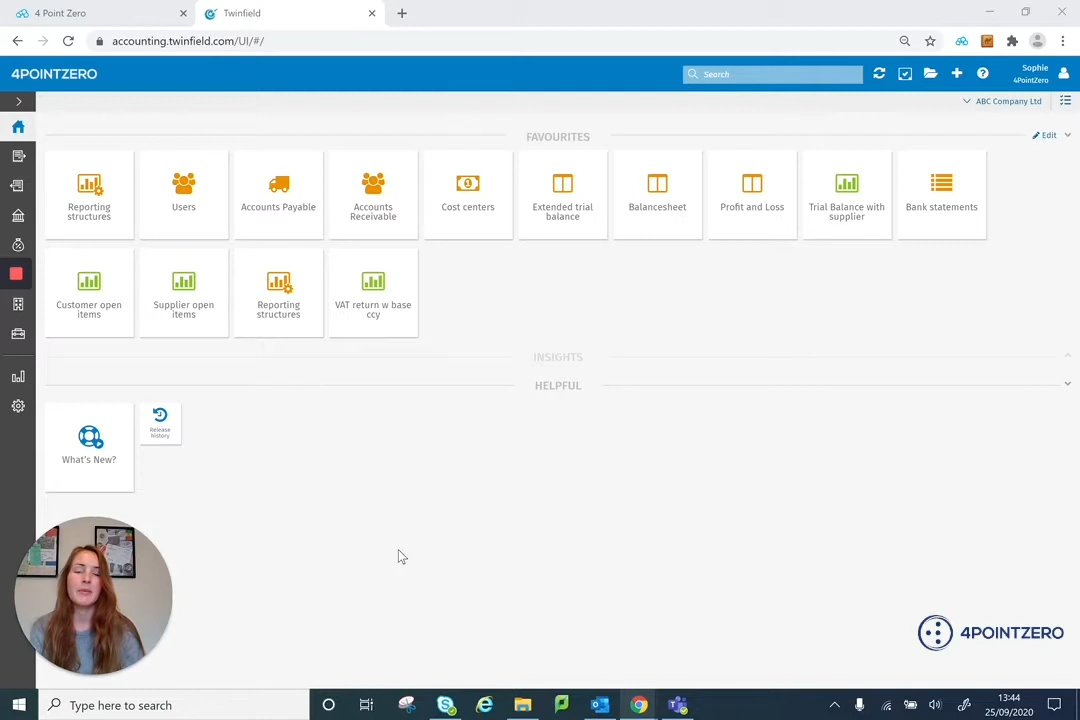 4 Point Zero
Twinfield
accounting.twinfield.com/UI/#/
4POINTZERO
Search
Sophie
4PointZero
ABC Company Ltd
FAVOURITES
Edit
Reporting
structures
Users
Accounts Payable
Accounts
Receivable
Cost centers
Extended trial
balance
Balancesheet
Profit and Loss
Trial Balance with
supplier
Bank statements
Customer open
items
Supplier open
items
Reporting
structures
VAT return w base
ccy
INSIGHTS
HELPFUL
What's New?
Release
history
4POINTZERO
Type here to search
13:44
25/09/2020